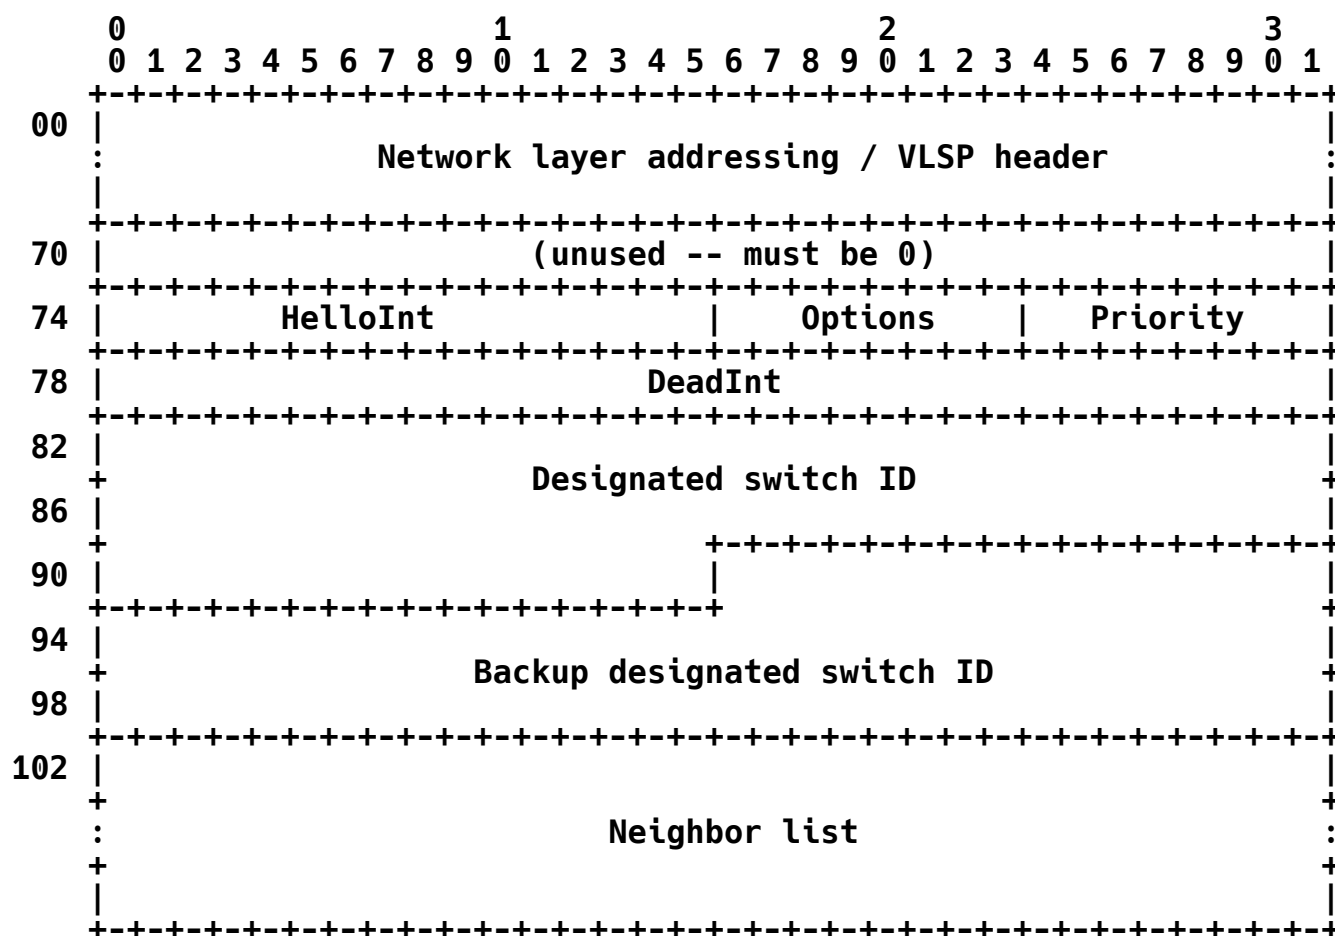 0                   1                   2                   3
0 1 2 3 4 5 6 7 8 9 0 1 2 3 4 5 6 7 8 9 0 1 2 3 4 5 6 7 8 9 0 1
+-+-+-+-+-+-+-+-+-+-+-+-+-+-+-+-+-+-+-+-+-+-+-+-+-+-+-+-+-+-+-+-+
00 |                                                               |
:              Network layer addressing / VLSP header           :
|                                                               |
+-+-+-+-+-+-+-+-+-+-+-+-+-+-+-+-+-+-+-+-+-+-+-+-+-+-+-+-+-+-+-+-+
70 |                      (unused -- must be 0)                    |
+-+-+-+-+-+-+-+-+-+-+-+-+-+-+-+-+-+-+-+-+-+-+-+-+-+-+-+-+-+-+-+-+
74 |         HelloInt              |    Options    |   Priority    |
+-+-+-+-+-+-+-+-+-+-+-+-+-+-+-+-+-+-+-+-+-+-+-+-+-+-+-+-+-+-+-+-+
78 |                            DeadInt                            |
+-+-+-+-+-+-+-+-+-+-+-+-+-+-+-+-+-+-+-+-+-+-+-+-+-+-+-+-+-+-+-+-+
82 |                                                               |
+                      Designated switch ID                     +
86 |                                                               |
+                               +-+-+-+-+-+-+-+-+-+-+-+-+-+-+-+-+
90 |                               |                               |
+-+-+-+-+-+-+-+-+-+-+-+-+-+-+-+-+                               +
94 |                                                               |
+                   Backup designated switch ID                 +
98 |                                                               |
+-+-+-+-+-+-+-+-+-+-+-+-+-+-+-+-+-+-+-+-+-+-+-+-+-+-+-+-+-+-+-+-+
102 |                                                               |
+                                                               +
:                          Neighbor list                        :
+                                                               +
|                                                               |
+-+-+-+-+-+-+-+-+-+-+-+-+-+-+-+-+-+-+-+-+-+-+-+-+-+-+-+-+-+-+-+-+